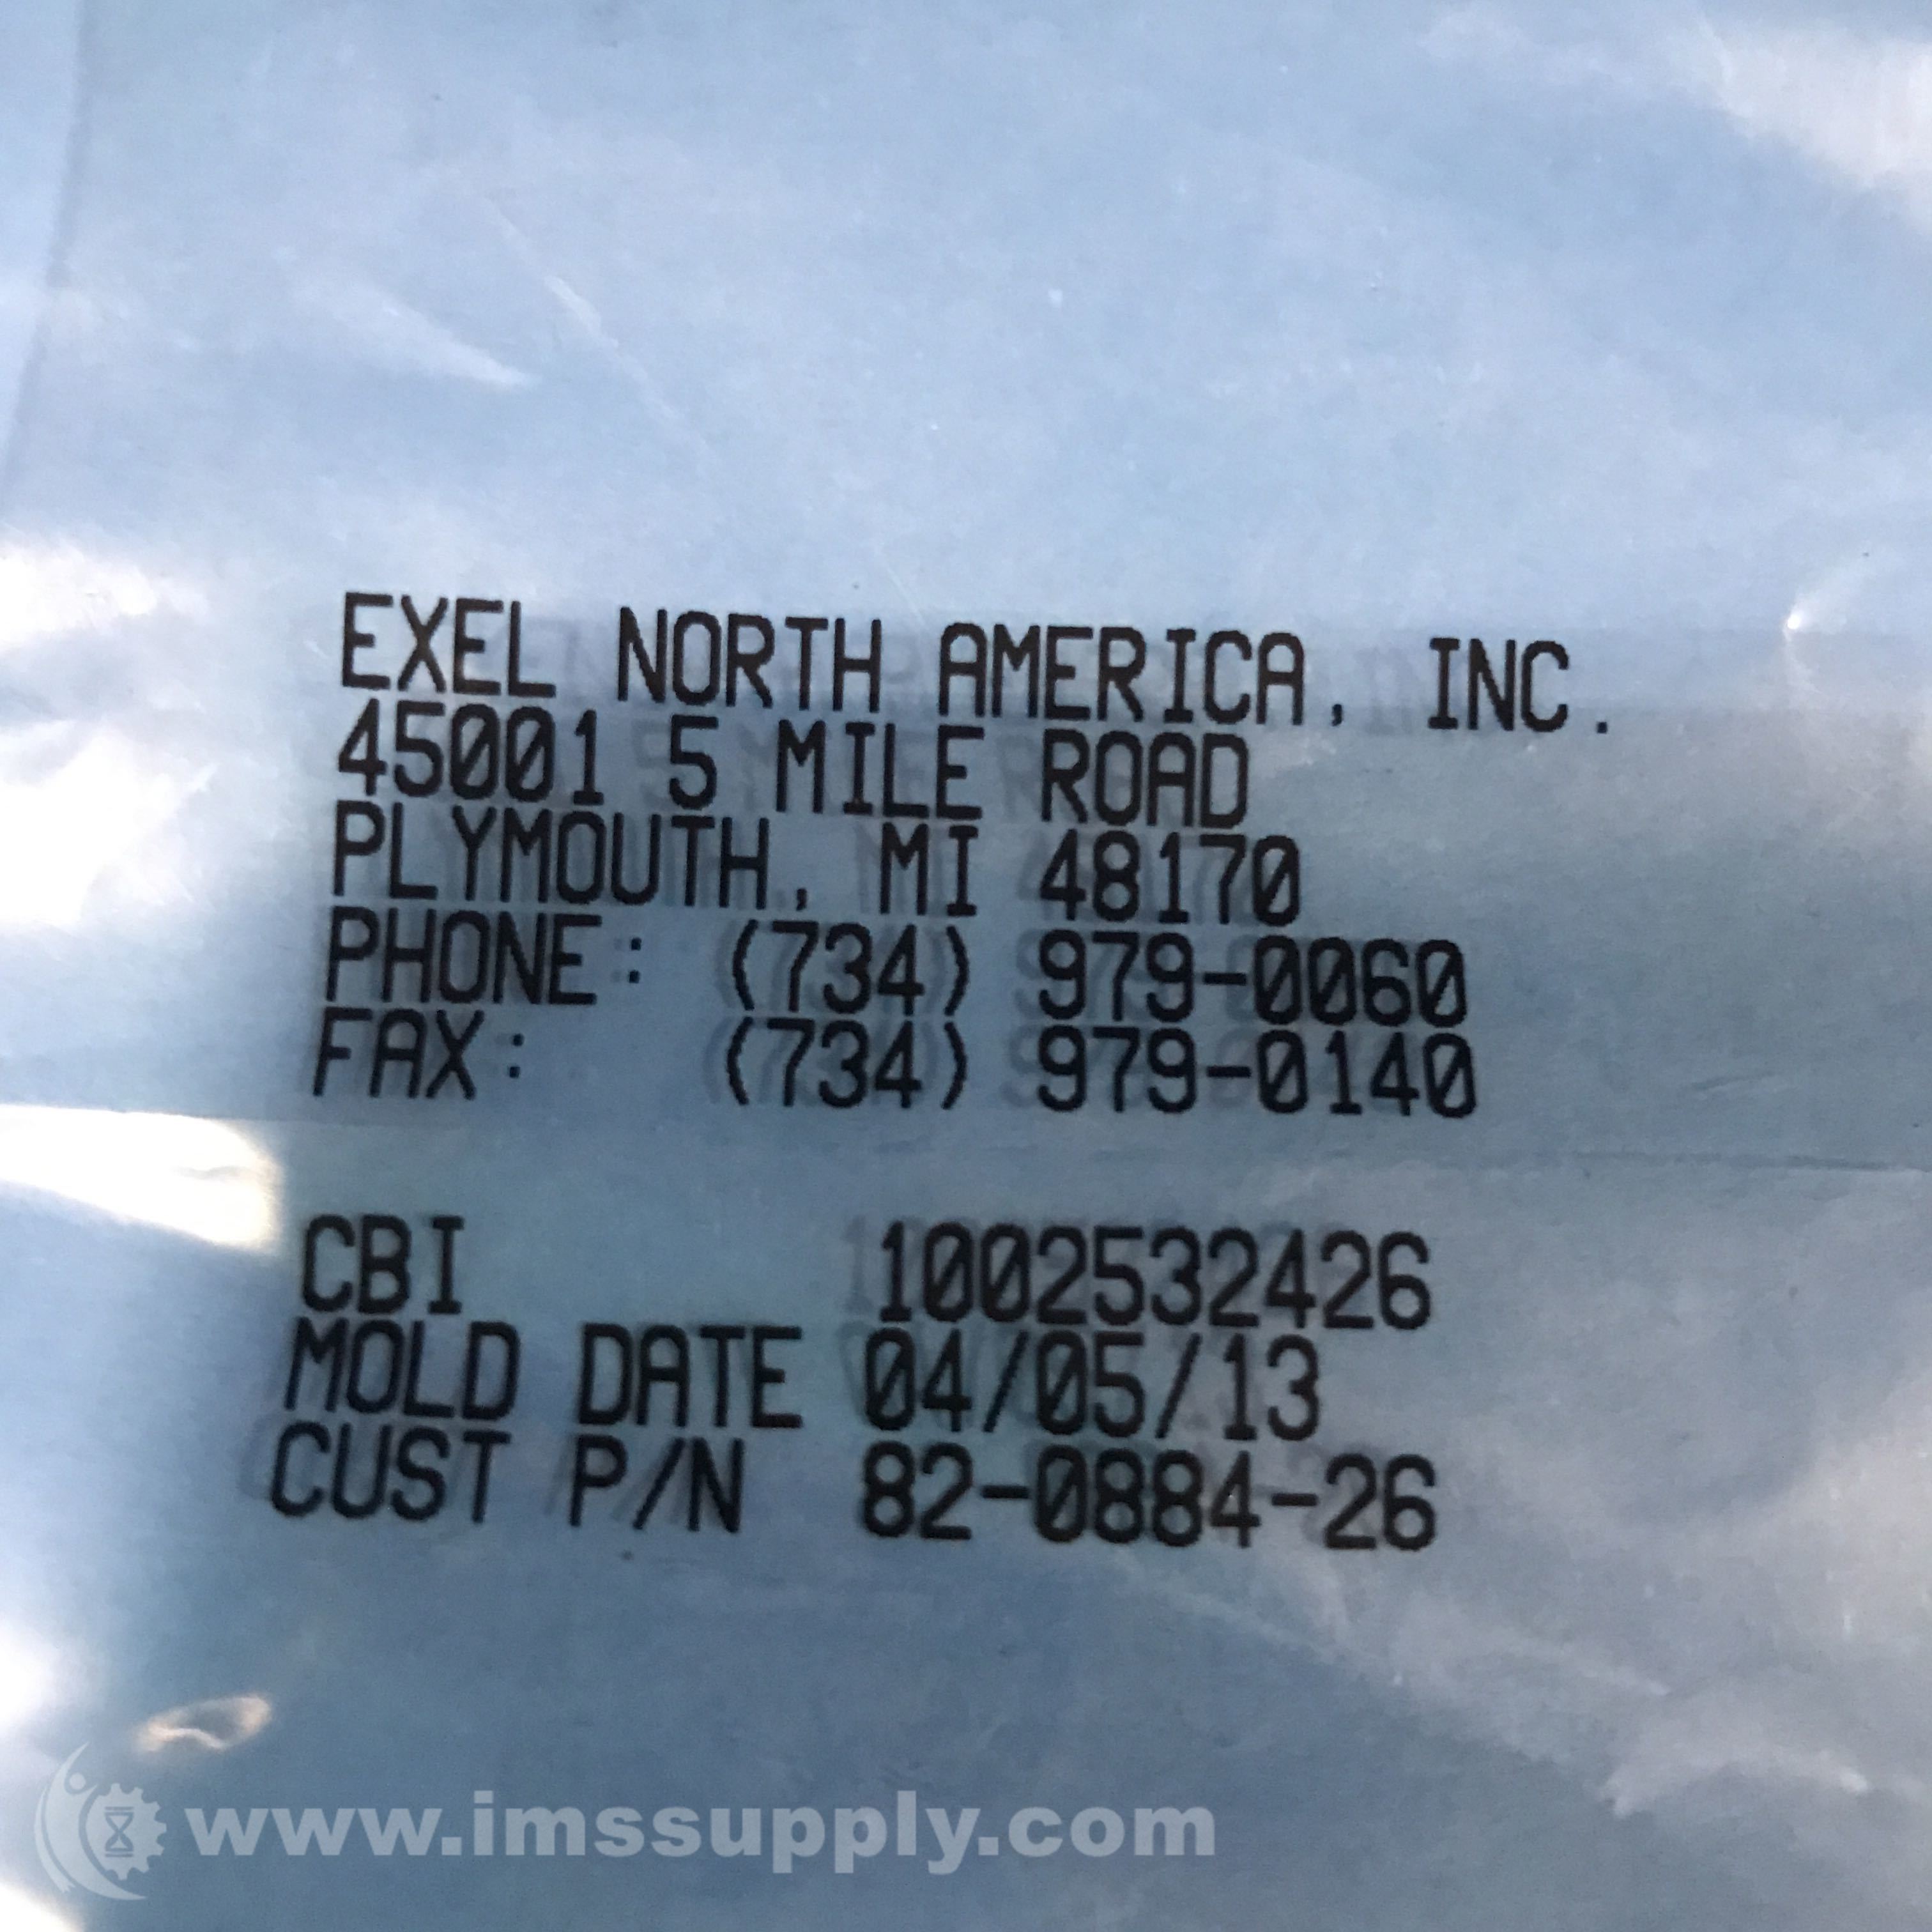 EXEL NORTH AMERICA, INC.
45001 5 MILE ROAD
PLYMOUTH, MI 48170
PHONE: (734) 979-0060
FAX: (734) 979-0140
CBI 1002532426
MOLD DATE 04/05/13
CUST P/N 82-0884-26
www.imssupply.com